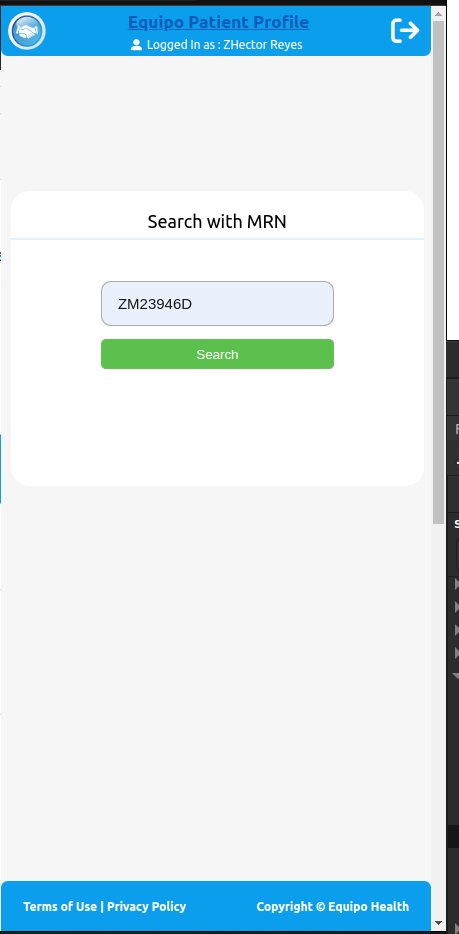 Equipo Patient Profile
Logged In as : ZHector Reyes
Search with MRN
ZM23946D
Search
Terms of Use | Privacy Policy
Copyright © Equipo Health